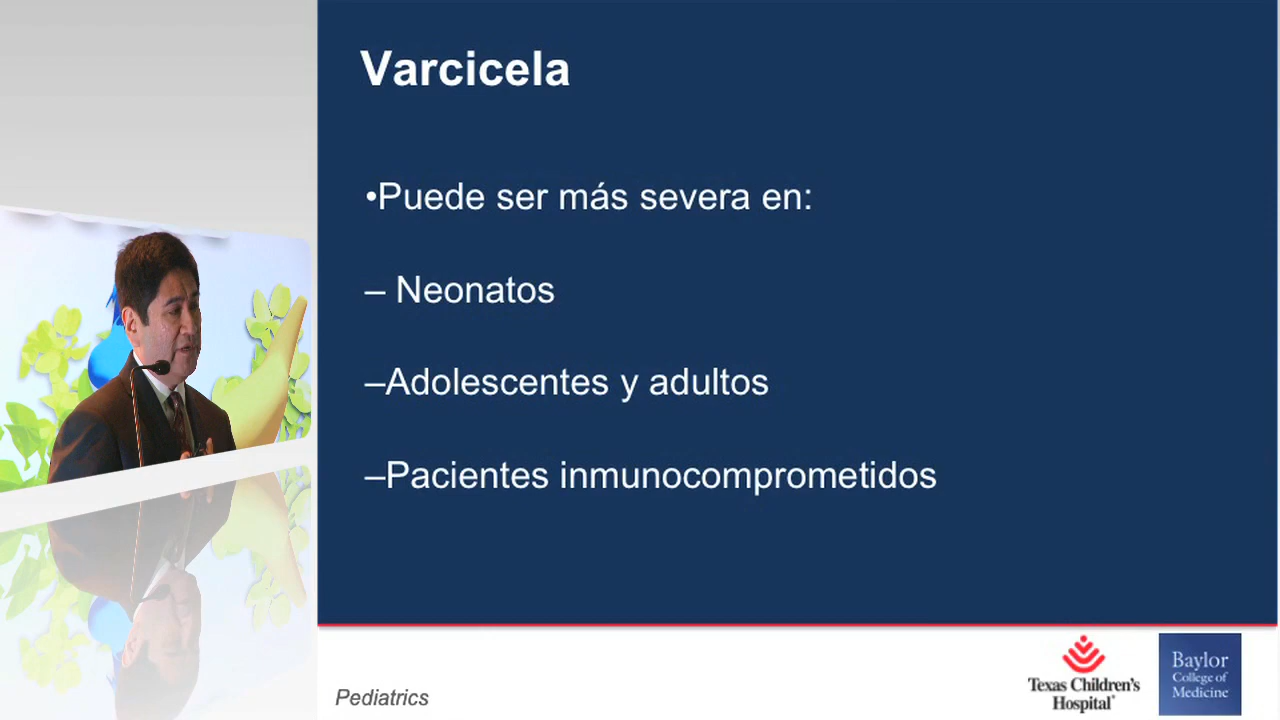 Varcicela
•Puede ser más severa en:
– Neonatos
–Adolescentes y adultos
–Pacientes inmunocomprometidos
Pediatrics
Texas Children's
Hospital
Baylor
College of
Medicine